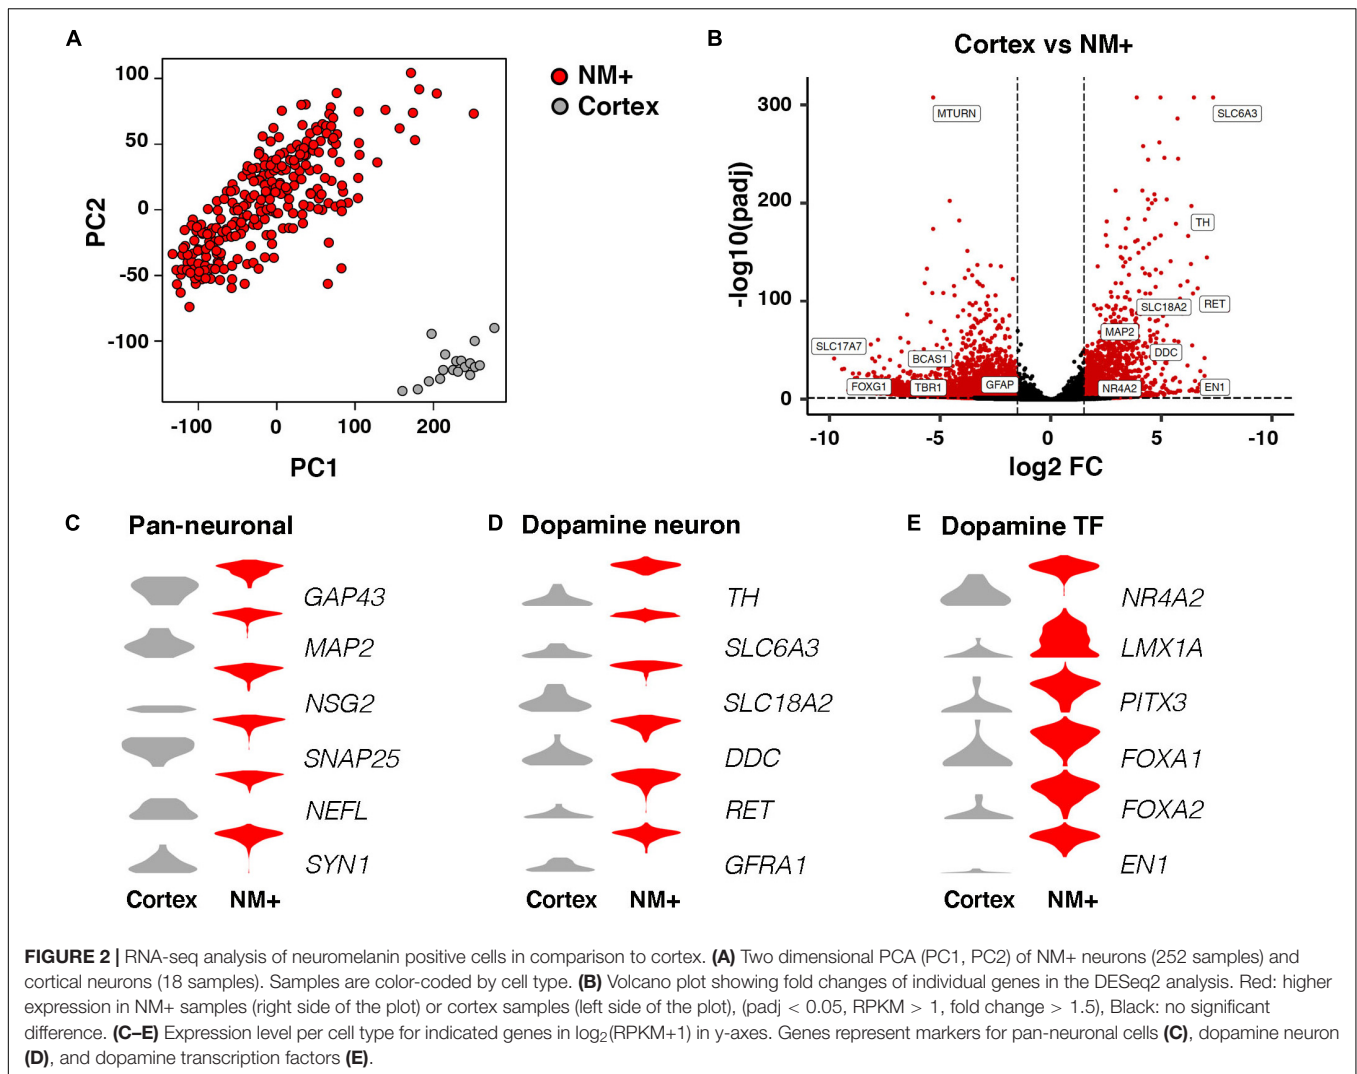 A
100
50
0
-50
-100
-100
0
100
200
PC2
PC1
NM+
Cortex
B
Cortex vs NM+
300
200
100
0
-10
-5
0
5
-10
-log10(padj)
log2 FC
MTURN
SLC6A3
TH
RET
SLC18A2
MAP2
DDC
SLC17A7
BCAS1
FOXG1
TBR1
GFAP
NR4A2
EN1
C
Pan-neuronal
GAP43
MAP2
NSG2
SNAP25
NEFL
SYN1
Cortex
NM+
D
Dopamine neuron
TH
SLC6A3
SLC18A2
DDC
RET
GFRA1
Cortex
NM+
E
Dopamine TF
NR4A2
LMX1A
PITX3
FOXA1
FOXA2
EN1
Cortex
NM+
FIGURE 2 | RNA-seq analysis of neuromelanin positive cells in comparison to cortex. (A) Two dimensional PCA (PC1, PC2) of NM+ neurons (252 samples) and
cortical neurons (18 samples). Samples are color-coded by cell type. (B) Volcano plot showing fold changes of individual genes in the DESeq2 analysis. Red: higher
expression in NM+ samples (right side of the plot) or cortex samples (left side of the plot), (padj < 0.05, RPKM > 1, fold change > 1.5), Black: no significant
difference. (C–E) Expression level per cell type for indicated genes in log₂(RPKM+1) in y-axes. Genes represent markers for pan-neuronal cells (C), dopamine neuron
(D), and dopamine transcription factors (E).